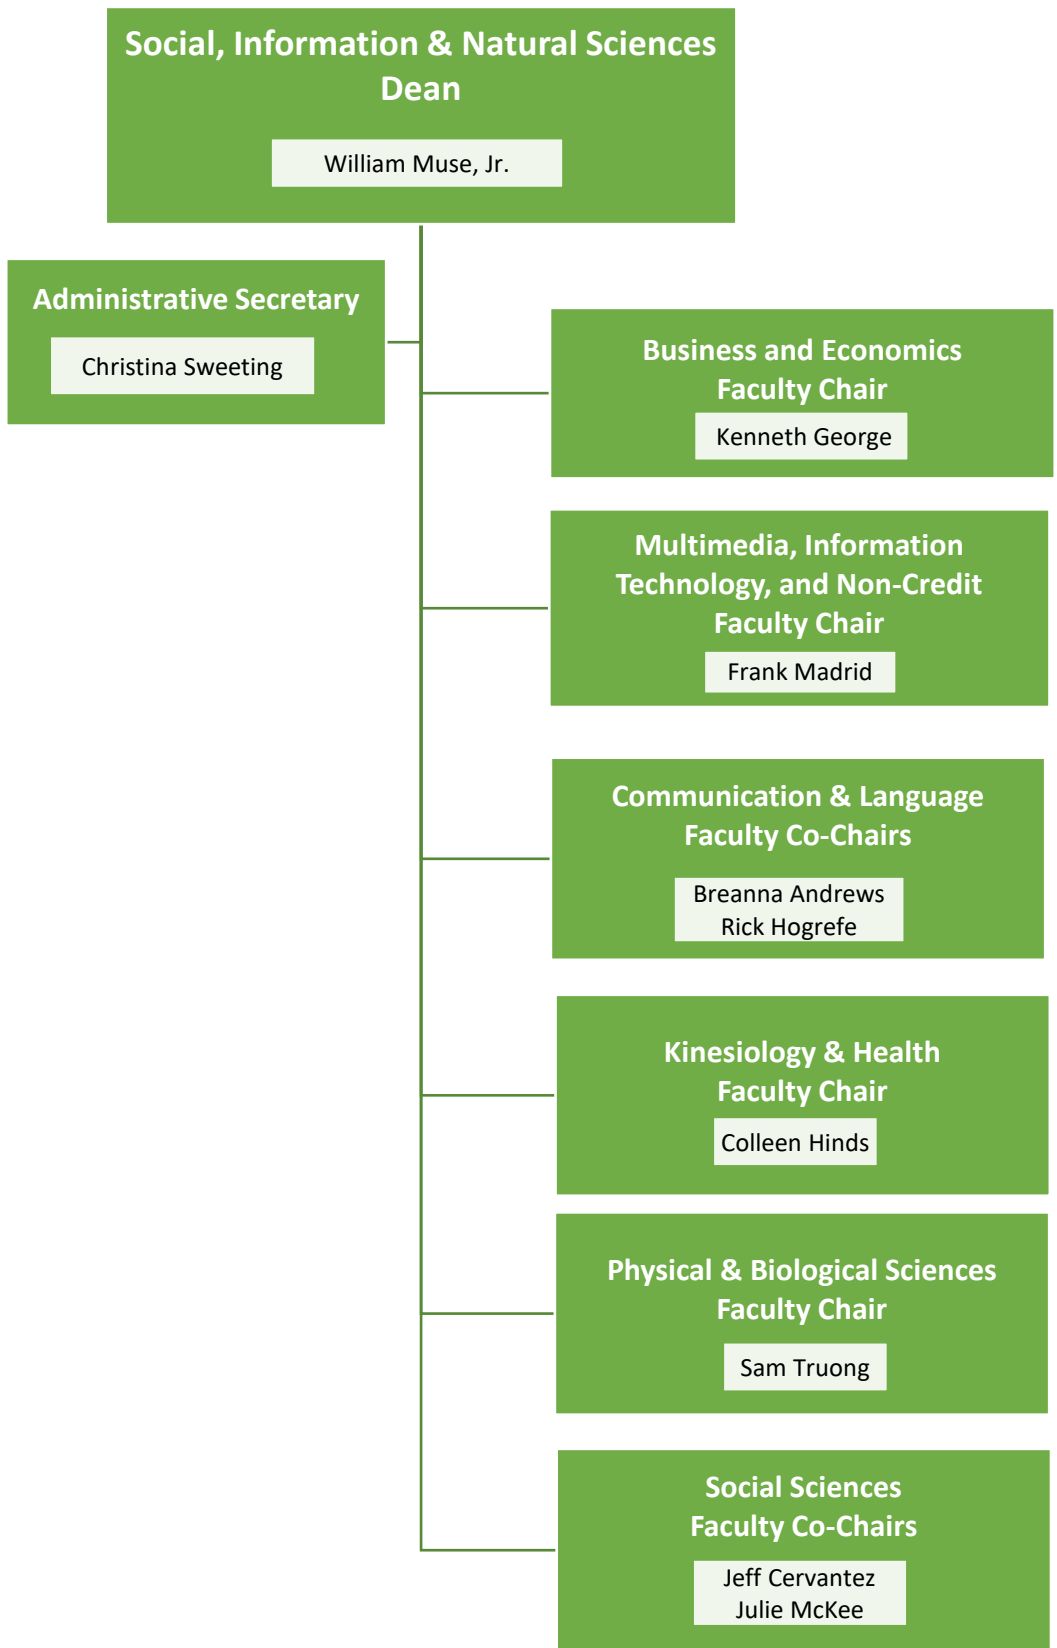 Social, Information & Natural Sciences
Dean
William Muse, Jr.
Administrative Secretary
Christina Sweeting
Business and Economics
Faculty Chair
Kenneth George
Multimedia, Information
Technology, and Non-Credit
Faculty Chair
Frank Madrid
Communication & Language
Faculty Co-Chairs
Breanna Andrews
Rick Hogrefe
Kinesiology & Health
Faculty Chair
Colleen Hinds
Physical & Biological Sciences
Faculty Chair
Sam Truong
Social Sciences
Faculty Co-Chairs
Jeff Cervantez
Julie McKee